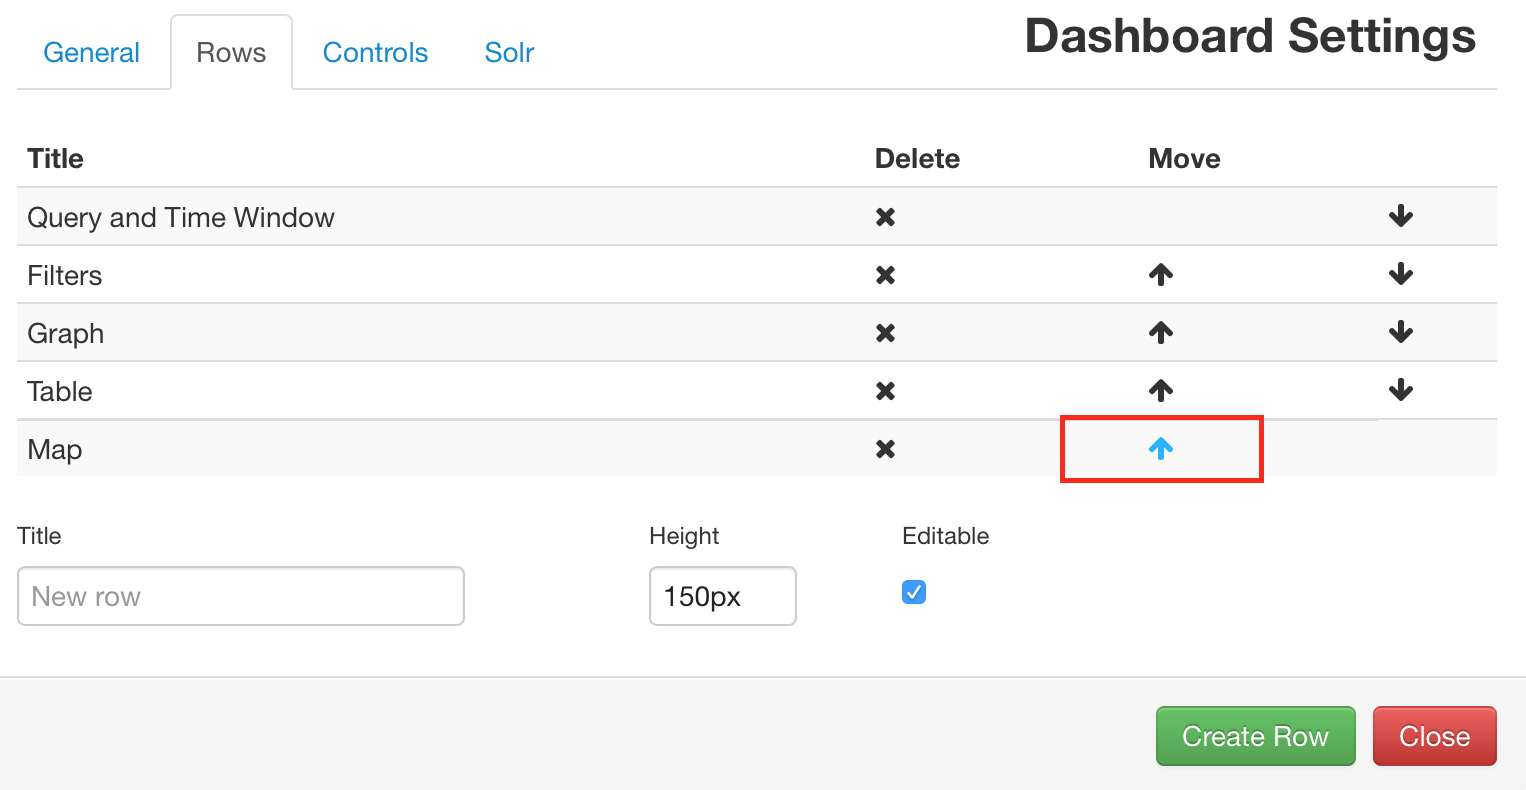 General Rows Controls Solr Dashboard Settings
Title Delete Move
Query and Time Window
Filters
Graph
Table
Map
Title Height Editable
New row 150px
Create Row Close